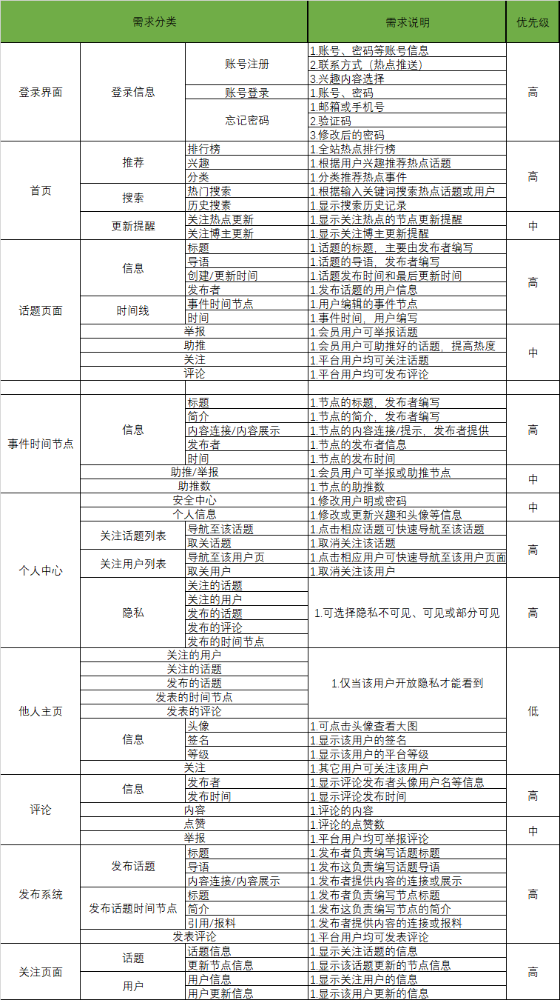 需求分类 需求说明 优先级
登录界面 登录信息 账号注册 1.账号、密码等账号信息 高
2.联系方式（热点推送）
3.兴趣内容选择
账号登录 1.账号、密码
忘记密码 1.邮箱或手机号
2.验证码
3.修改后的密码
首页 推荐 排行榜 1.全站热点排行榜 高
兴趣 1.根据用户兴趣推荐热点话题
分类 1.分类推荐热点事件
搜索 热门搜索 1.根据输入关键词搜索热点话题或用户
历史搜素 1.显示搜索历史记录
更新提醒 关注热点更新 1.显示关注热点的节点更新提醒 中
关注博主更新 1.显示关注博主更新提醒
话题页面 信息 标题 1.话题的标题，主要由发布者编写 高
导语 1.话题的导语，发布者编写
创建/更新时间 1.话题发布时间和最后更新时间
发布者 1.发布话题的用户信息
时间线 事件时间节点 1.用户编辑的事件节点
时间 1.事件时间，用户编写
举报 1.会员用户可举报话题 中
助推 1.会员用户可助推好的话题，提高热度
关注 1.平台用户均可关注话题
评论 1.平台用户均可发布评论
事件时间节点 信息 标题 1.节点的标题，发布者编写 高
简介 1.节点的简介，发布者编写
内容连接/内容展示 1.节点的内容连接/提示，发布者提供
发布者 1.节点的发布者信息
时间 1.节点的发布时间
助推/举报 1.会员用户可举报或助推节点 中
助推数 1.节点的助推数
个人中心 安全中心 1.修改用户明或密码 中
个人信息 1.修改或更新兴趣和头像等信息
关注话题列表 导航至该话题 1.点击相应话题可快速导航至该话题 高
取关话题 1.取消关注该话题
关注用户列表 导航至该用户页 1.点击相应用户可快速导航至该用户页面
取关用户 1.取消关注该用户
隐私 关注的话题 1.可选择隐私不可见、可见或部分可见 高
关注的用户
发布的话题
发布的评论
发布的时间节点
他人主页 关注的用户 1.仅当该用户开放隐私才能看到 低
关注的话题
发布的话题
发表的时间节点
发表的评论
信息 头像 1.可点击头像查看大图
签名 1.显示该用户的签名
等级 1.显示该用户的平台等级
关注 1.其它用户可关注该用户
评论 信息 发布者 1.显示评论发布者头像用户名等信息 高
发布时间 1.显示评论发布时间
内容 1.评论的内容
点赞 1.评论的点赞数 中
举报 1.平台用户均可举报评论
发布系统 发布话题 标题 1.发布者负责编写话题标题 高
导语 1.发布这负责编写话题导语
内容连接/内容展示 1.发布者提供内容的连接或展示
发布话题时间节点 标题 1.发布者负责编写节点标题
简介 1.发布这负责编写节点的简介
引用/报料 1.发布者提供内容的连接或报料
发表评论 1.平台用户均可发表评论
关注页面 话题 话题信息 1.显示关注话题的信息 高
更新节点信息 1.显示该话题更新的节点信息
用户 用户信息 1.显示关注用户的信息
用户更新信息 1.显示该用户更新的信息